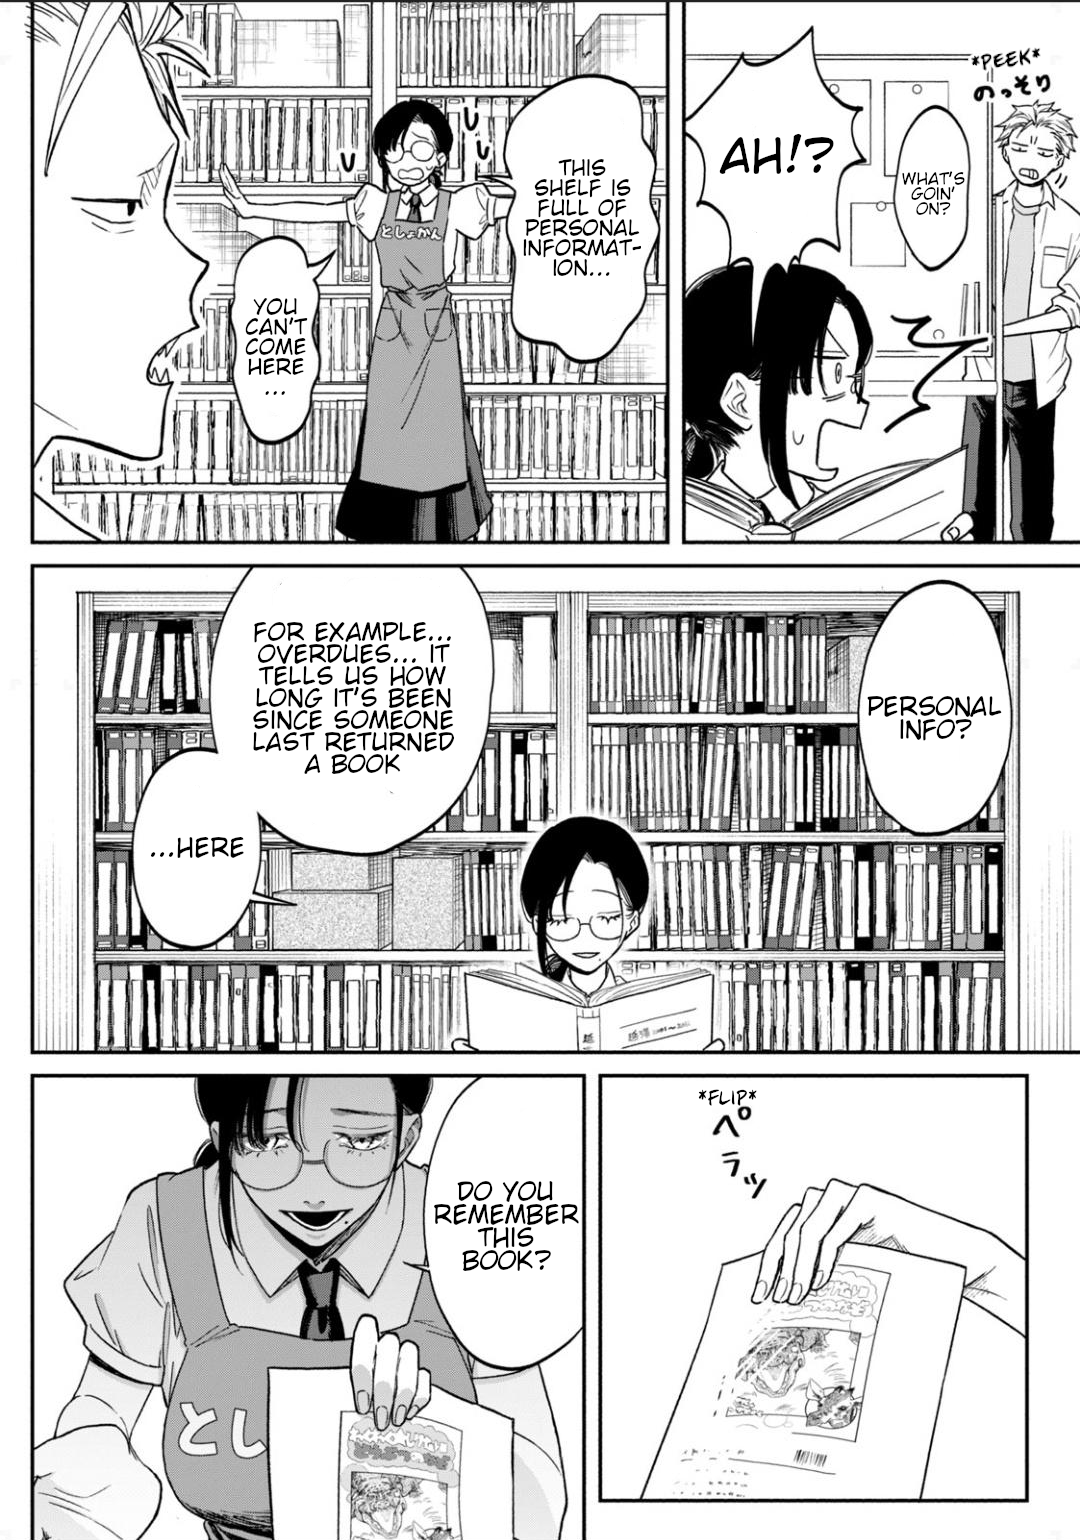 *PEEK*
のっそり
WHAT'S
GOIN'
ON?
AH!?
THIS
SHELF IS
FULL OF
PERSONAL
INFORMAT-
ION...
としょかん
YOU
CAN'T
COME
HERE
...
PERSONAL
INFO?
FOR EXAMPLE...
OVERDUES... IT
TELLS US HOW
LONG IT'S BEEN
SINCE SOMEONE
LAST RETURNED
A BOOK
...HERE
*FLIP*
ペラッ
DO YOU
REMEMBER
THIS
BOOK?
とし